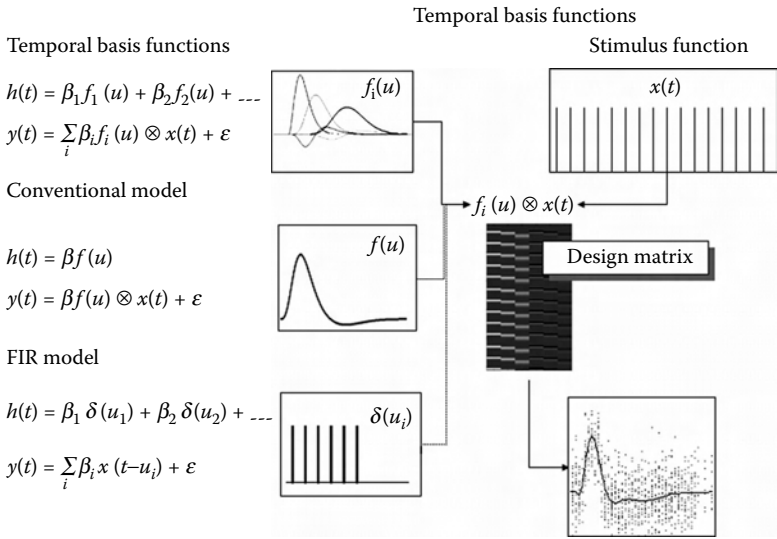 Temporal basis functions
Temporal basis functions
Stimulus function
h(t) = β₁f₁ (u) + β₂f₂(u) + ---
fᵢ(u)
x(t)
y(t) = ∑ᵢ βᵢfᵢ (u) ⊗ x(t) + ε
Conventional model
fᵢ (u) ⊗ x(t)
f(u)
h(t) = βf (u)
Design matrix
y(t) = βf(u) ⊗ x(t) + ε
FIR model
h(t) = β₁ δ(u₁) + β₂ δ(u₂) + ---
δ(uᵢ)
y(t) = ∑ᵢ βᵢx (t–uᵢ) + ε